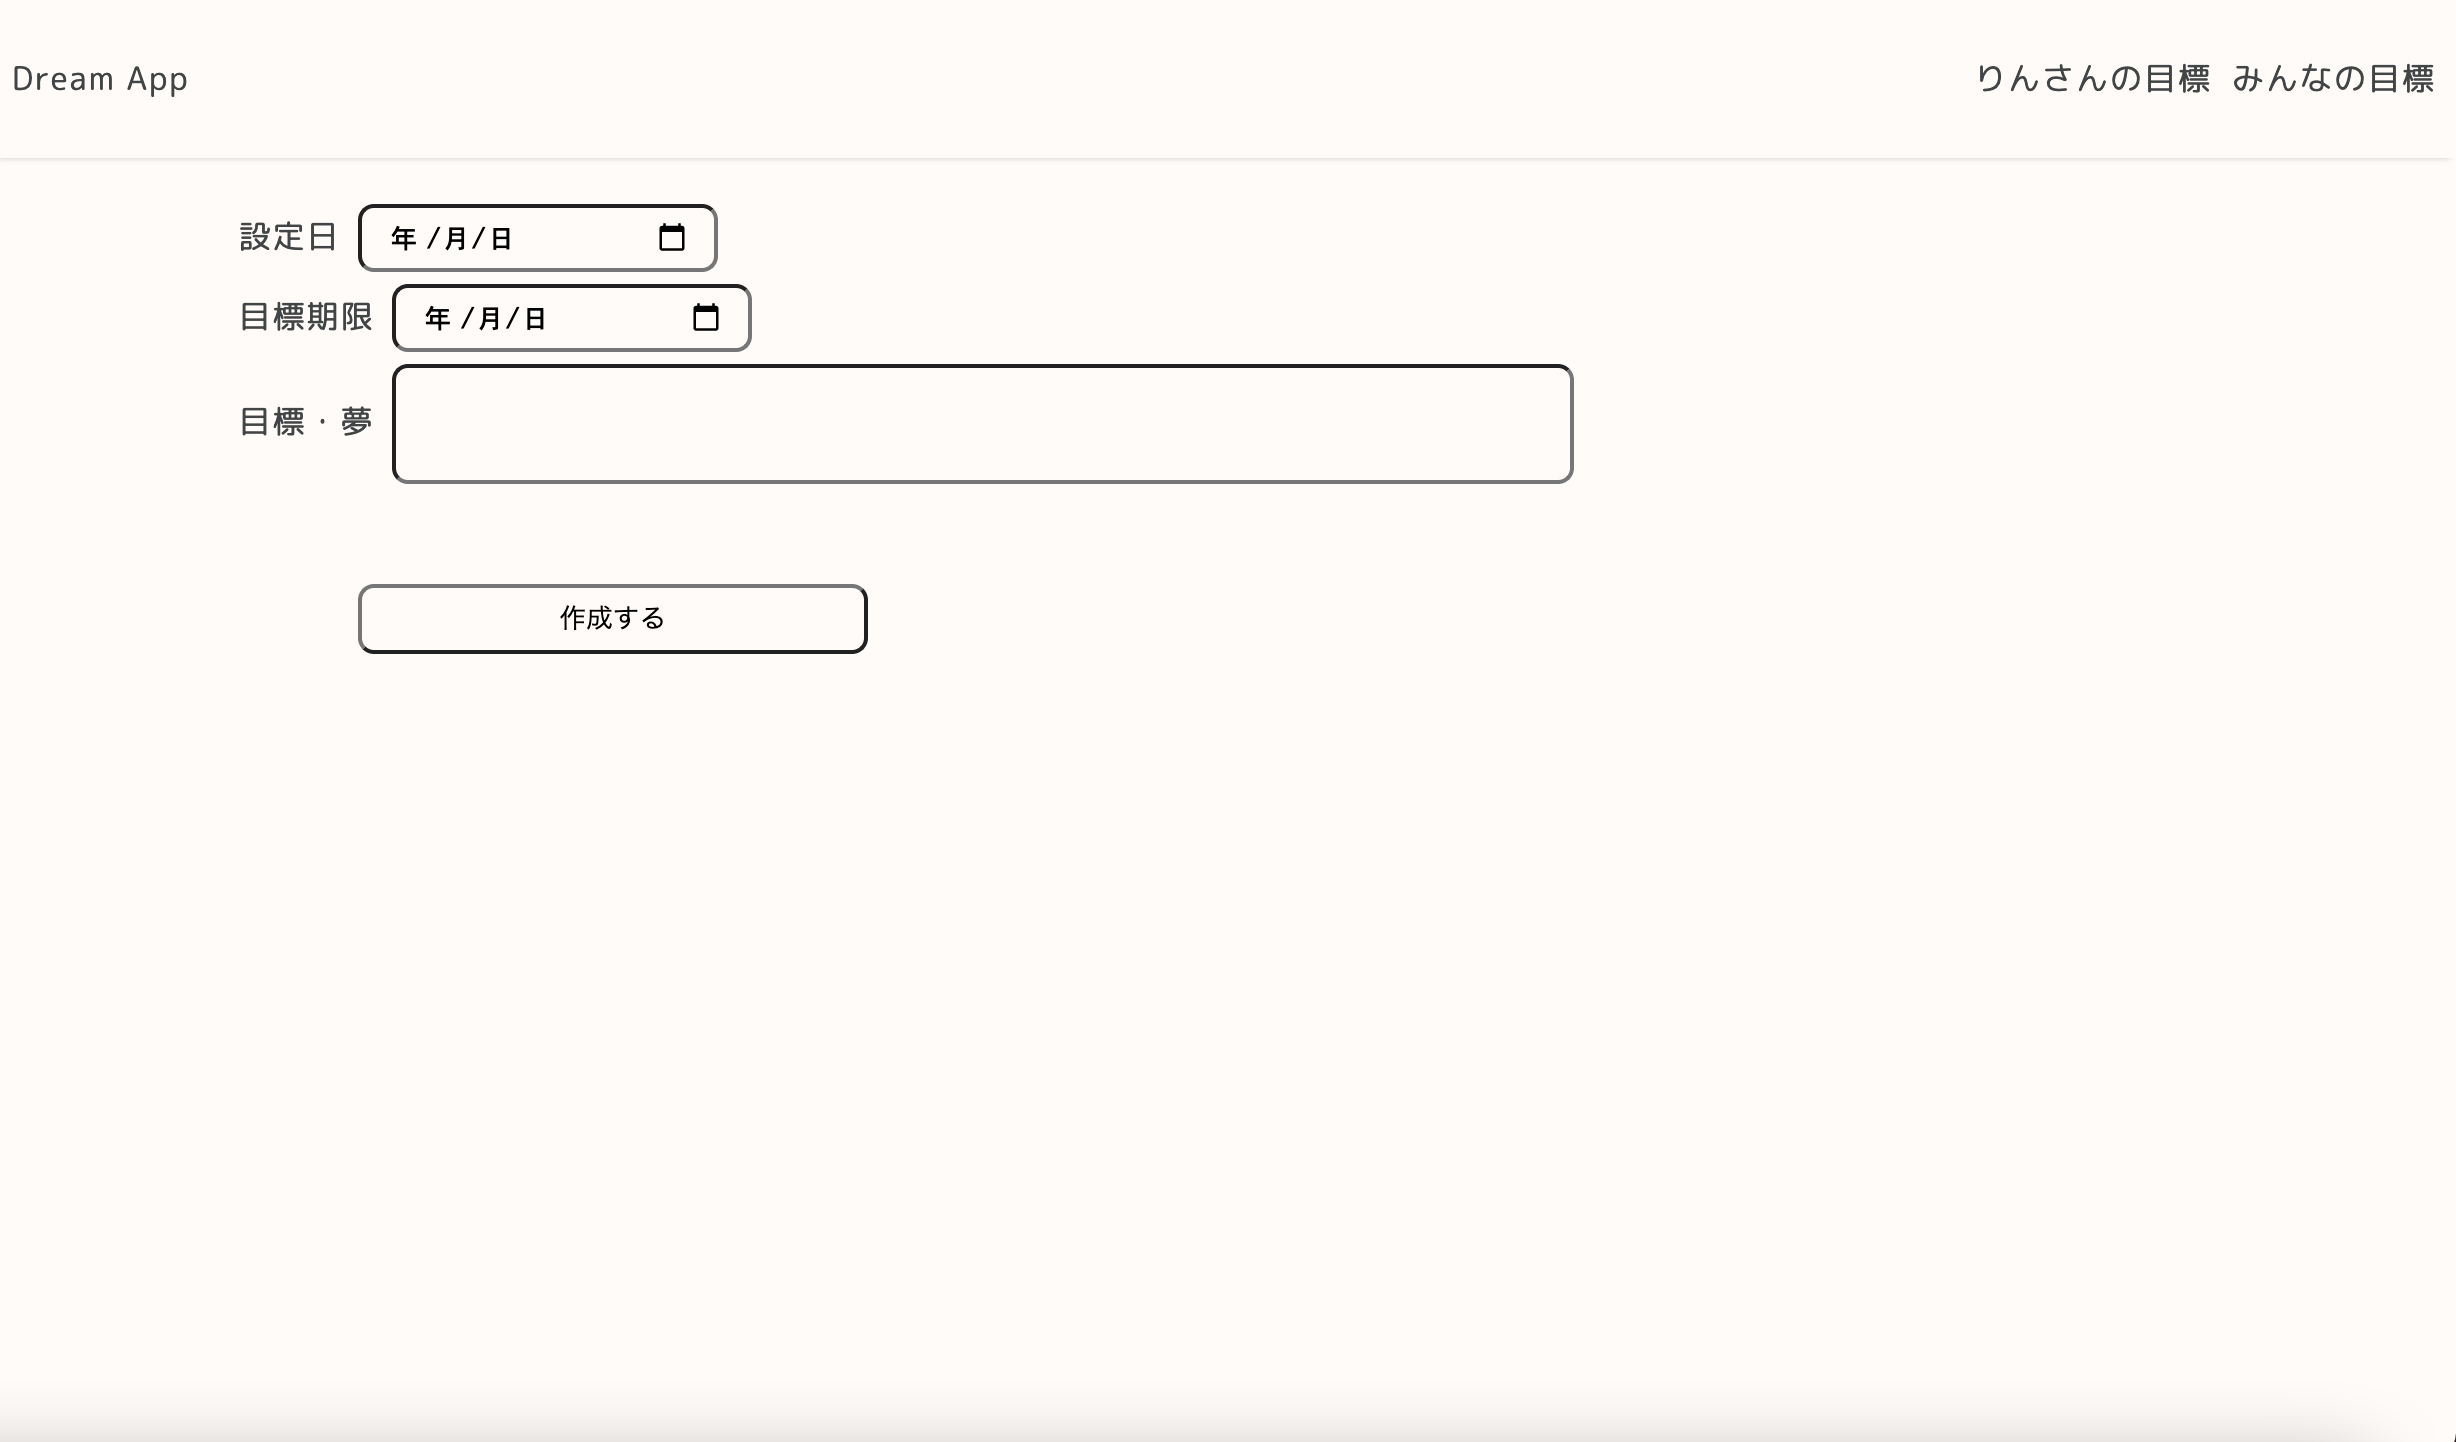 Dream App
りんさんの目標 みんなの目標
設定日 年 /月/日
目標期限 年 /月/日
目標・夢
作成する